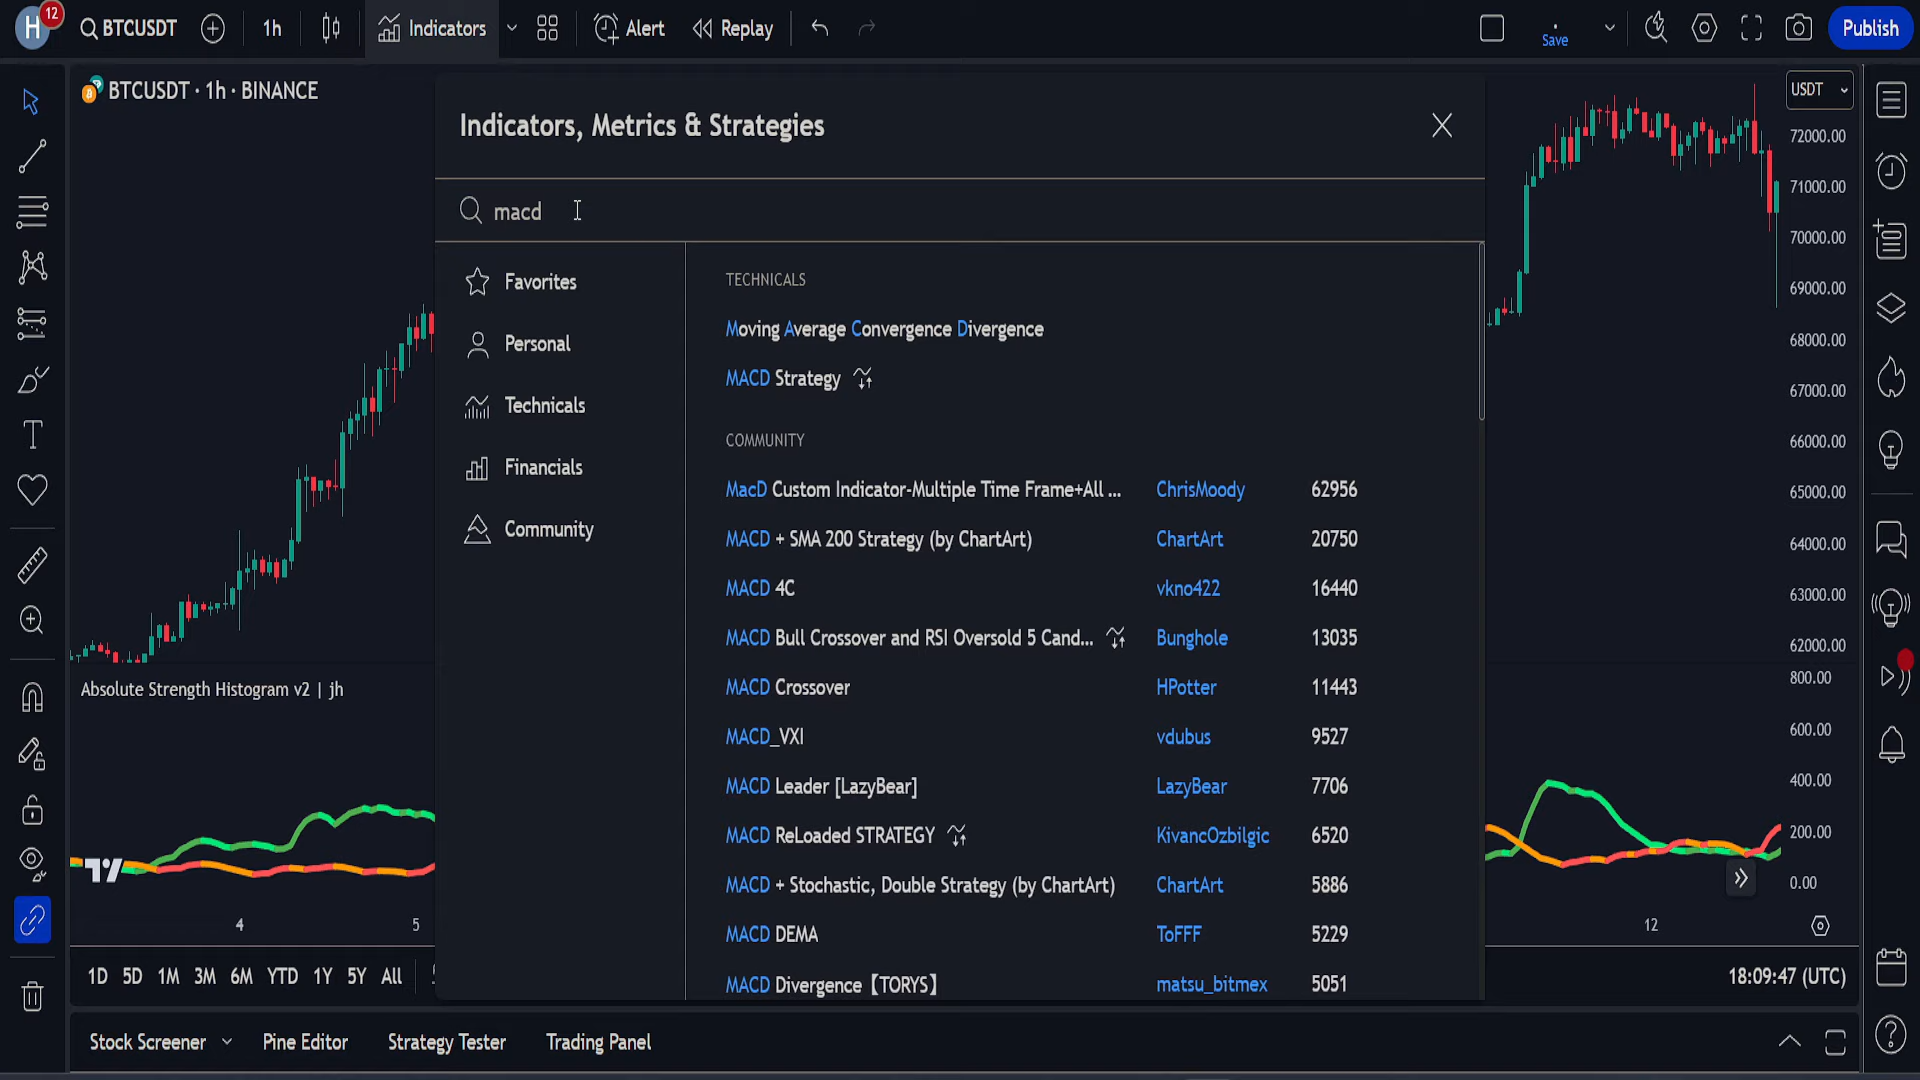 H 12 BTCUSDT 1h Indicators Alert Replay Save Publish
BTCUSDT · 1h · BINANCE
USDT
Indicators, Metrics & Strategies
macd
Favorites
Personal
Technicals
Financials
Community
TECHNICALS
Moving Average Convergence Divergence
MACD Strategy
COMMUNITY
MacD Custom Indicator-Multiple Time Frame+All ... ChrisMoody 62956
MACD + SMA 200 Strategy (by ChartArt) ChartArt 20750
MACD 4C vkno422 16440
MACD Bull Crossover and RSI Oversold 5 Cand... Bunghole 13035
MACD Crossover HPotter 11443
MACD_VXI vdubus 9527
MACD Leader [LazyBear] LazyBear 7706
MACD ReLoaded STRATEGY KivancOzbilgic 6520
MACD + Stochastic, Double Strategy (by ChartArt) ChartArt 5886
MACD DEMA ToFFF 5229
MACD Divergence【TORYS】 matsu_bitmex 5051
72000.00
71000.00
70000.00
69000.00
68000.00
67000.00
66000.00
65000.00
64000.00
63000.00
62000.00
Absolute Strength Histogram v2 | jh
800.00
600.00
400.00
200.00
0.00
4 5 12
1D 5D 1M 3M 6M YTD 1Y 5Y All
18:09:47 (UTC)
Stock Screener Pine Editor Strategy Tester Trading Panel